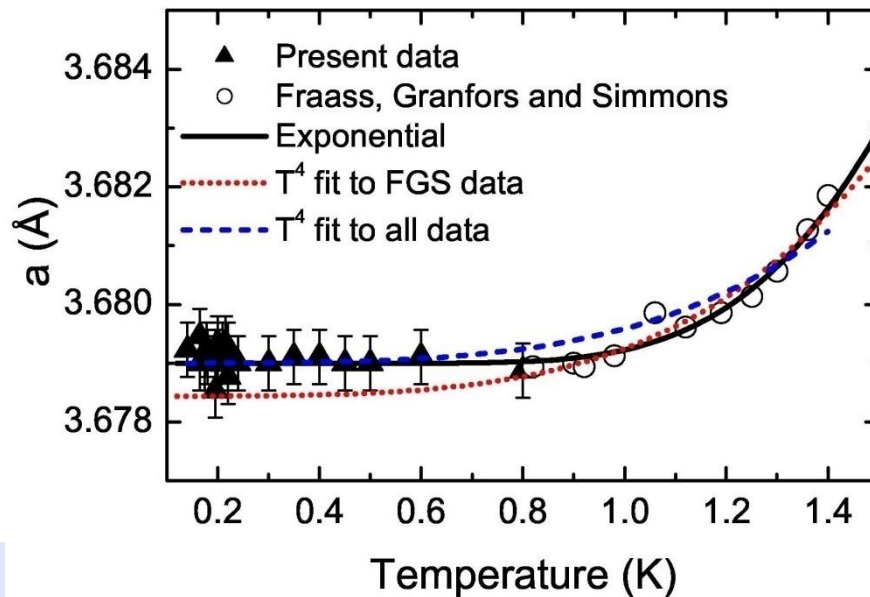 3.684
3.682
3.680
3.678
a (Å)
Present data
Fraass, Granfors and Simmons
Exponential
T⁴ fit to FGS data
T⁴ fit to all data
0.2 0.4 0.6 0.8 1.0 1.2 1.4
Temperature (K)